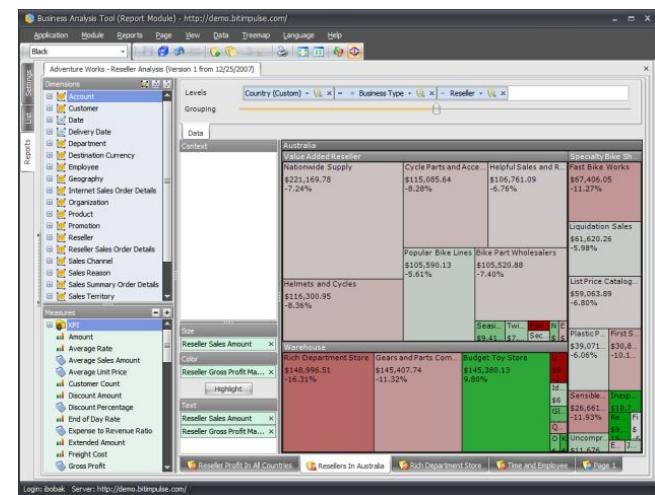 Business Analysis Tool (Report Module) - http://demo.bitimpulse.com/
Application Module Reports Page View Data Treemap Language Help
Black
Adventure Works - Reseller Analysis (Version 1 from 12/25/2007)
Settings
List
Reports
Dimensions
Account
Customer
Date
Delivery Date
Department
Destination Currency
Employee
Geography
Internet Sales Order Details
Organization
Product
Promotion
Reseller
Reseller Sales Order Details
Sales Channel
Sales Reason
Sales Summary Order Details
Sales Territory
Measures
KPI
Amount
Average Rate
Average Sales Amount
Average Unit Price
Customer Count
Discount Amount
Discount Percentage
End of Day Rate
Expense to Revenue Ratio
Extended Amount
Freight Cost
Gross Profit
Levels Country (Custom) Business Type Reseller
Grouping
Data
Context
Size
Reseller Sales Amount
Color
Reseller Gross Profit Ma...
Highlight
Text
Reseller Sales Amount
Reseller Gross Profit Ma...
Australia
Value Added Reseller
Nationwide Supply
$221,169.78
-7.24%
Cycle Parts and Acce...
$115,085.64
-8.28%
Helpful Sales and R...
$106,761.09
-6.76%
Popular Bike Lines
$105,590.13
-5.61%
Bike Part Wholesalers
$105,520.88
-7.40%
Helmets and Cycles
$116,300.95
-8.36%
Seasi...
$9,41...
Twi...
$7,...
Sec...
Specialty Bike Sh...
Fast Bike Works
$67,406.05
-11.27%
Liquidation Sales
$61,620.26
-5.98%
List Price Catalog...
$59,063.89
-6.80%
Plastic P...
$39,071...
-6.06%
First S...
$30,8...
-10.1...
Sensible...
$26,661...
-11.93%
Inexp...
Uncompr...
$11,676
Warehouse
Rich Department Store
$148,996.51
-16.31%
Gears and Parts Com...
$145,407.74
-11.32%
Budget Toy Store
$145,380.13
9.80%
Reseller Profit In All Countries
Resellers In Australia
Rich Department Store
Time and Employee
Page 1
Login: ibobak Server: http://demo.bitimpulse.com/